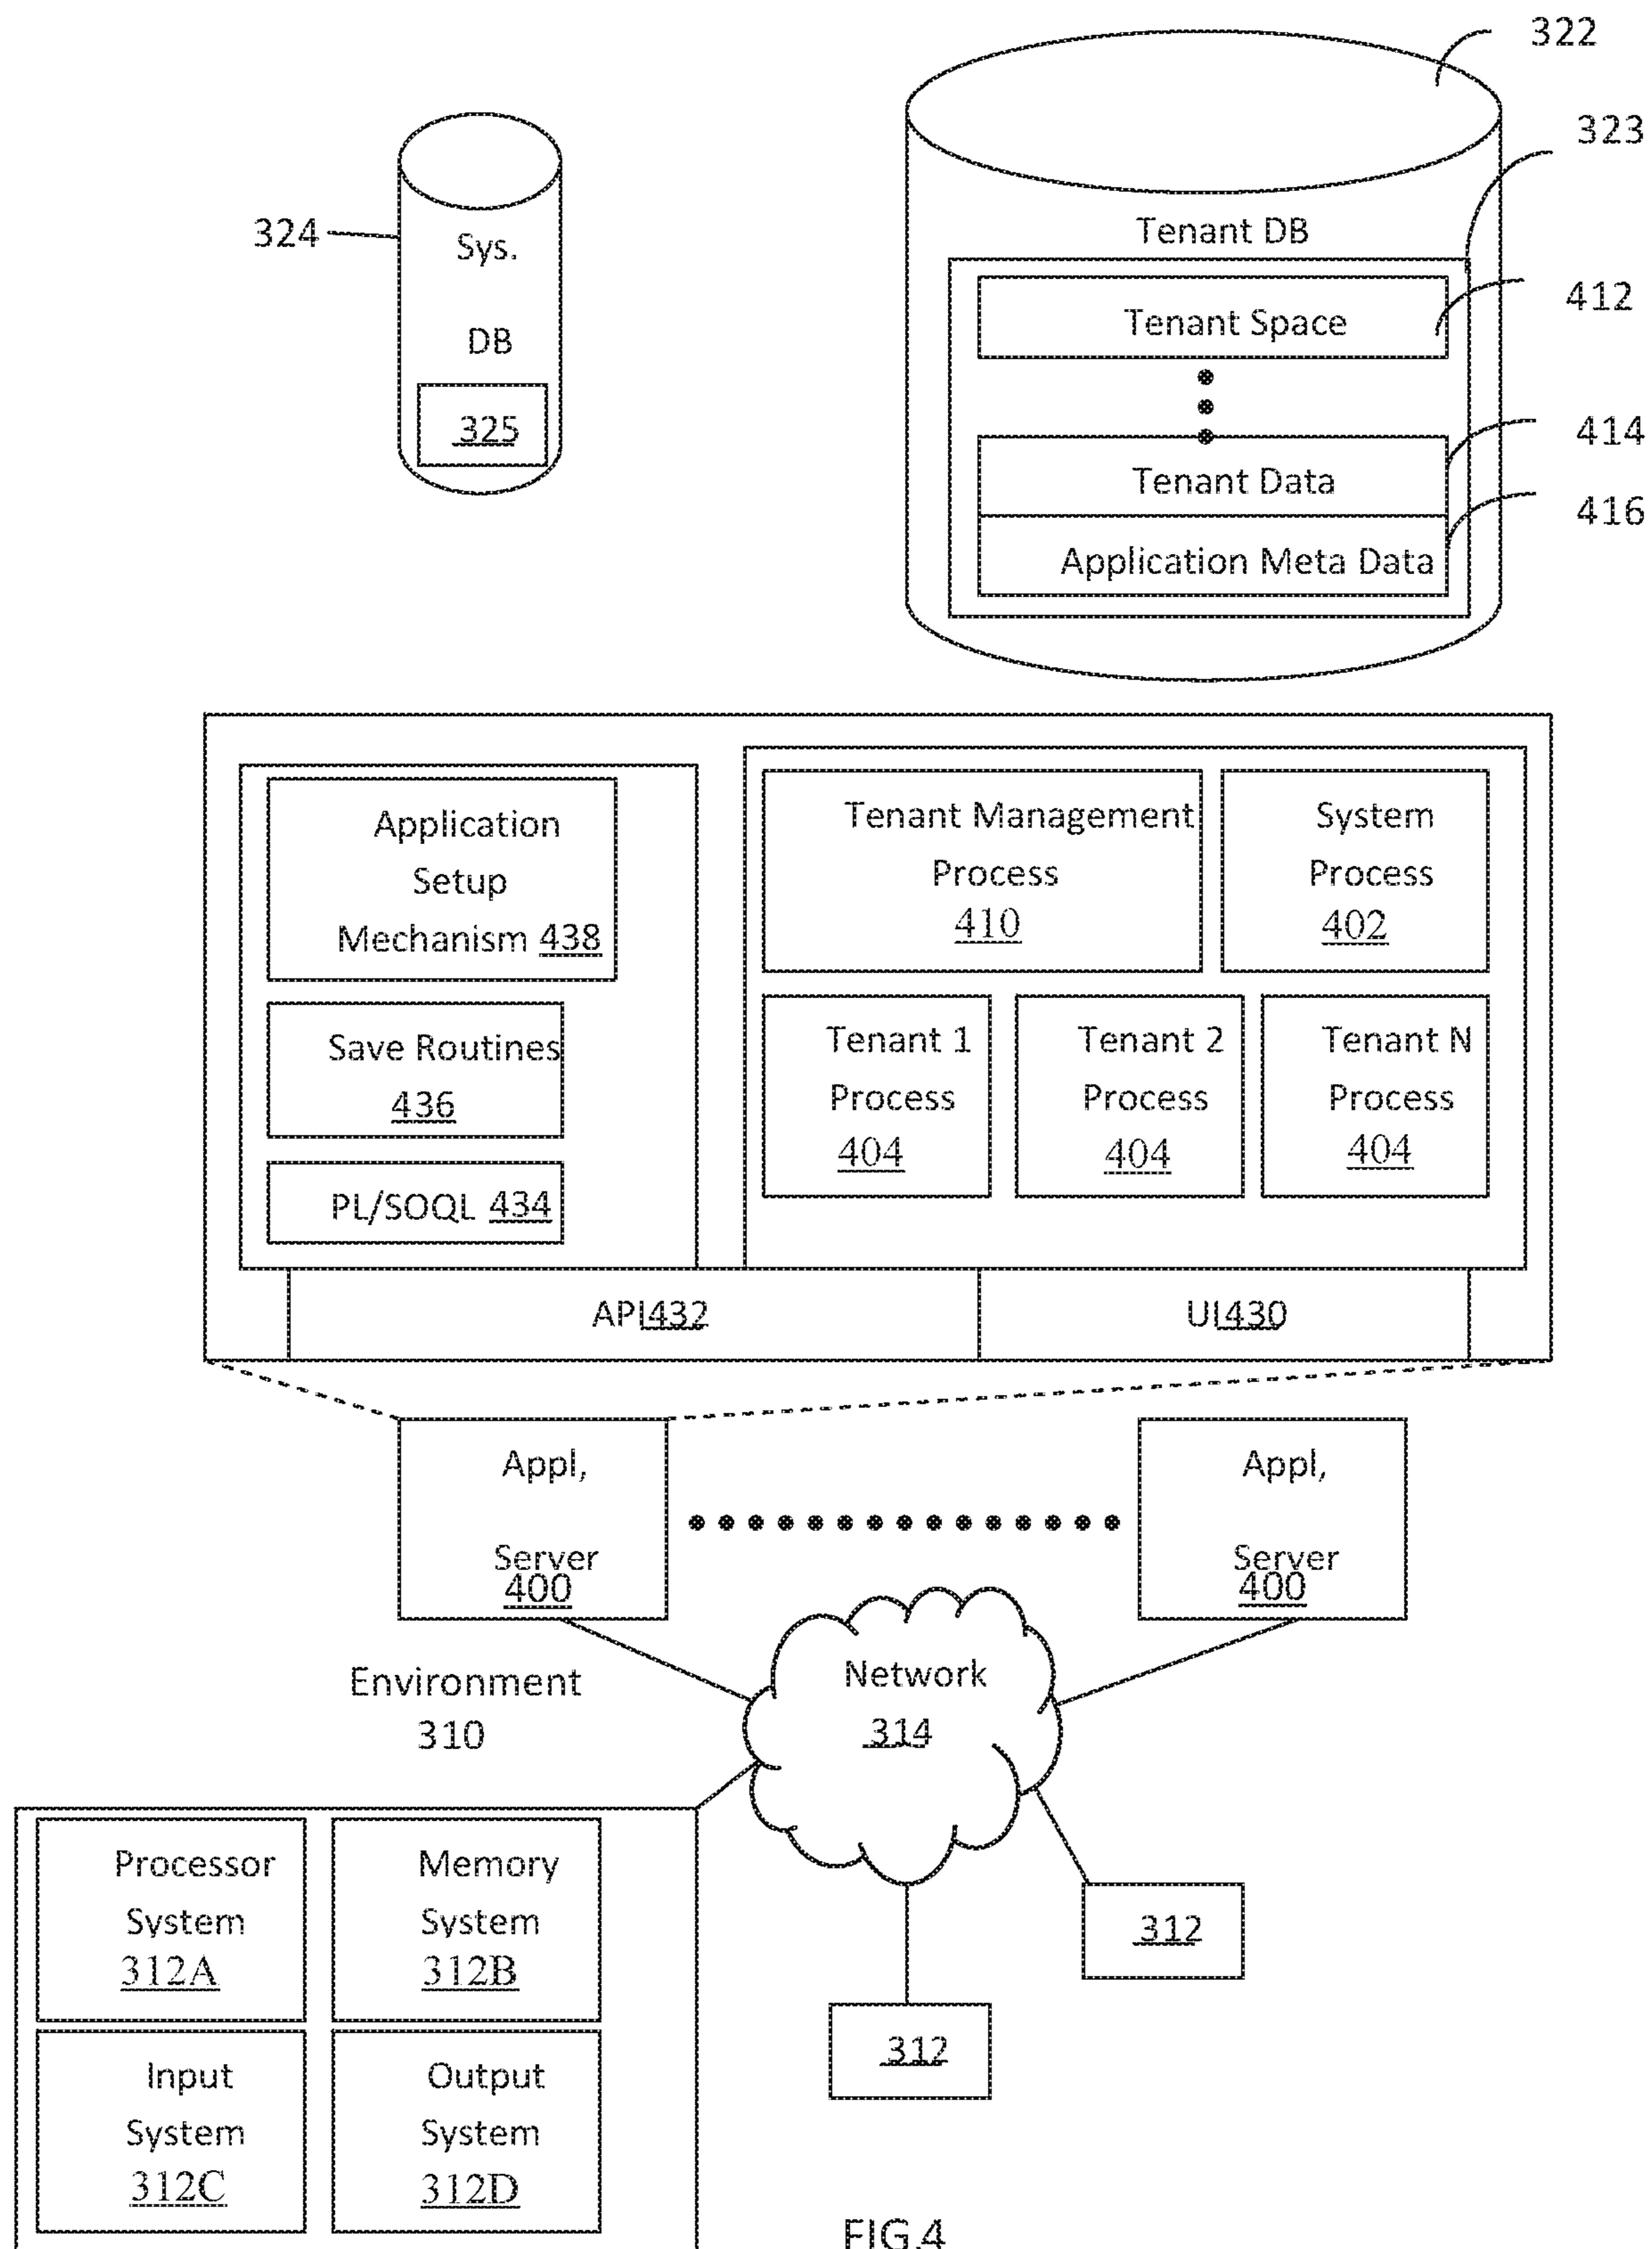 322
323
324
Sys.
DB
325
Tenant DB
Tenant Space
412
414
Tenant Data
416
Application Meta Data
Application
Setup
Mechanism 438
Save Routines
436
PL/SOQL 434
Tenant Management
Process
410
System
Process
402
Tenant 1
Process
404
Tenant 2
Process
404
Tenant N
Process
404
API432
UI430
Appl,
Server
400
Appl,
Server
400
Environment
310
Network
314
Processor
System
312A
Memory
System
312B
Input
System
312C
Output
System
312D
312
312
FIG.4